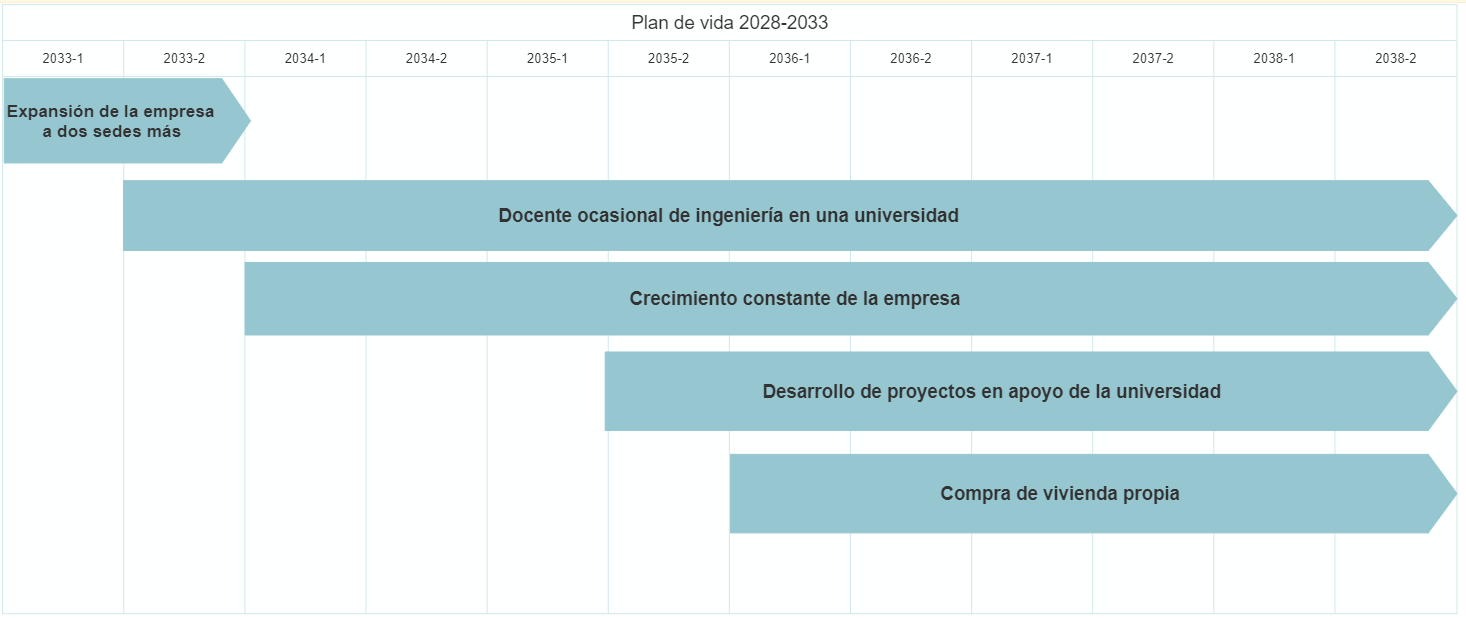 Plan de vida 2028-2033
2033-1 2033-2 2034-1 2034-2 2035-1 2035-2 2036-1 2036-2 2037-1 2037-2 2038-1 2038-2
Expansión de la empresa
a dos sedes más
Docente ocasional de ingeniería en una universidad
Crecimiento constante de la empresa
Desarrollo de proyectos en apoyo de la universidad
Compra de vivienda propia